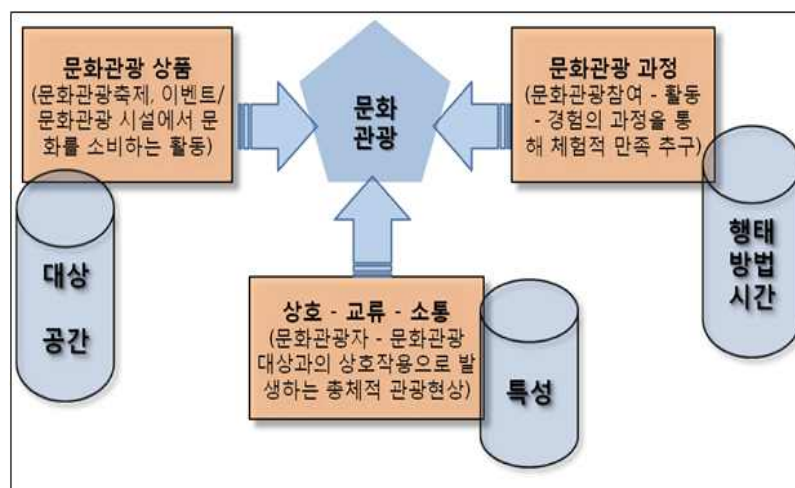 문화관광 상품
(문화관광축제, 이벤트/
문화관광 시설에서 문
화를 소비하는 활동)
대상
공간
문화
관광
문화관광 과정
(문화관광참여 - 활동
- 경험의 과정을 통
해 체험적 만족 추구)
행태
방법
시간
상호 - 교류 - 소통
(문화관광자 - 문화관광
대상과의 상호작용으로 발
생하는 총체적 관광현상)
특성